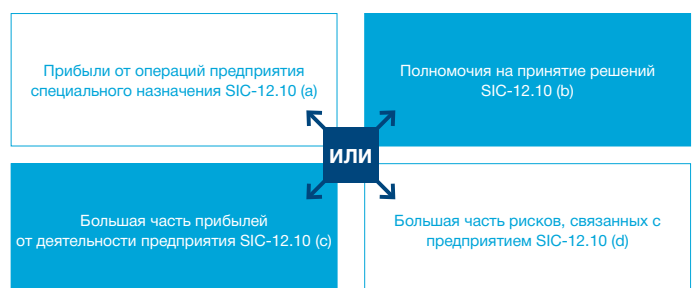 Прибыли от операций предприятия
специального назначения SIC-12.10 (a)
Полномочия на принятие решений
SIC-12.10 (b)
ИЛИ
Большая часть прибылей
от деятельности предприятия SIC-12.10 (c)
Большая часть рисков, связанных с
предприятием SIC-12.10 (d)